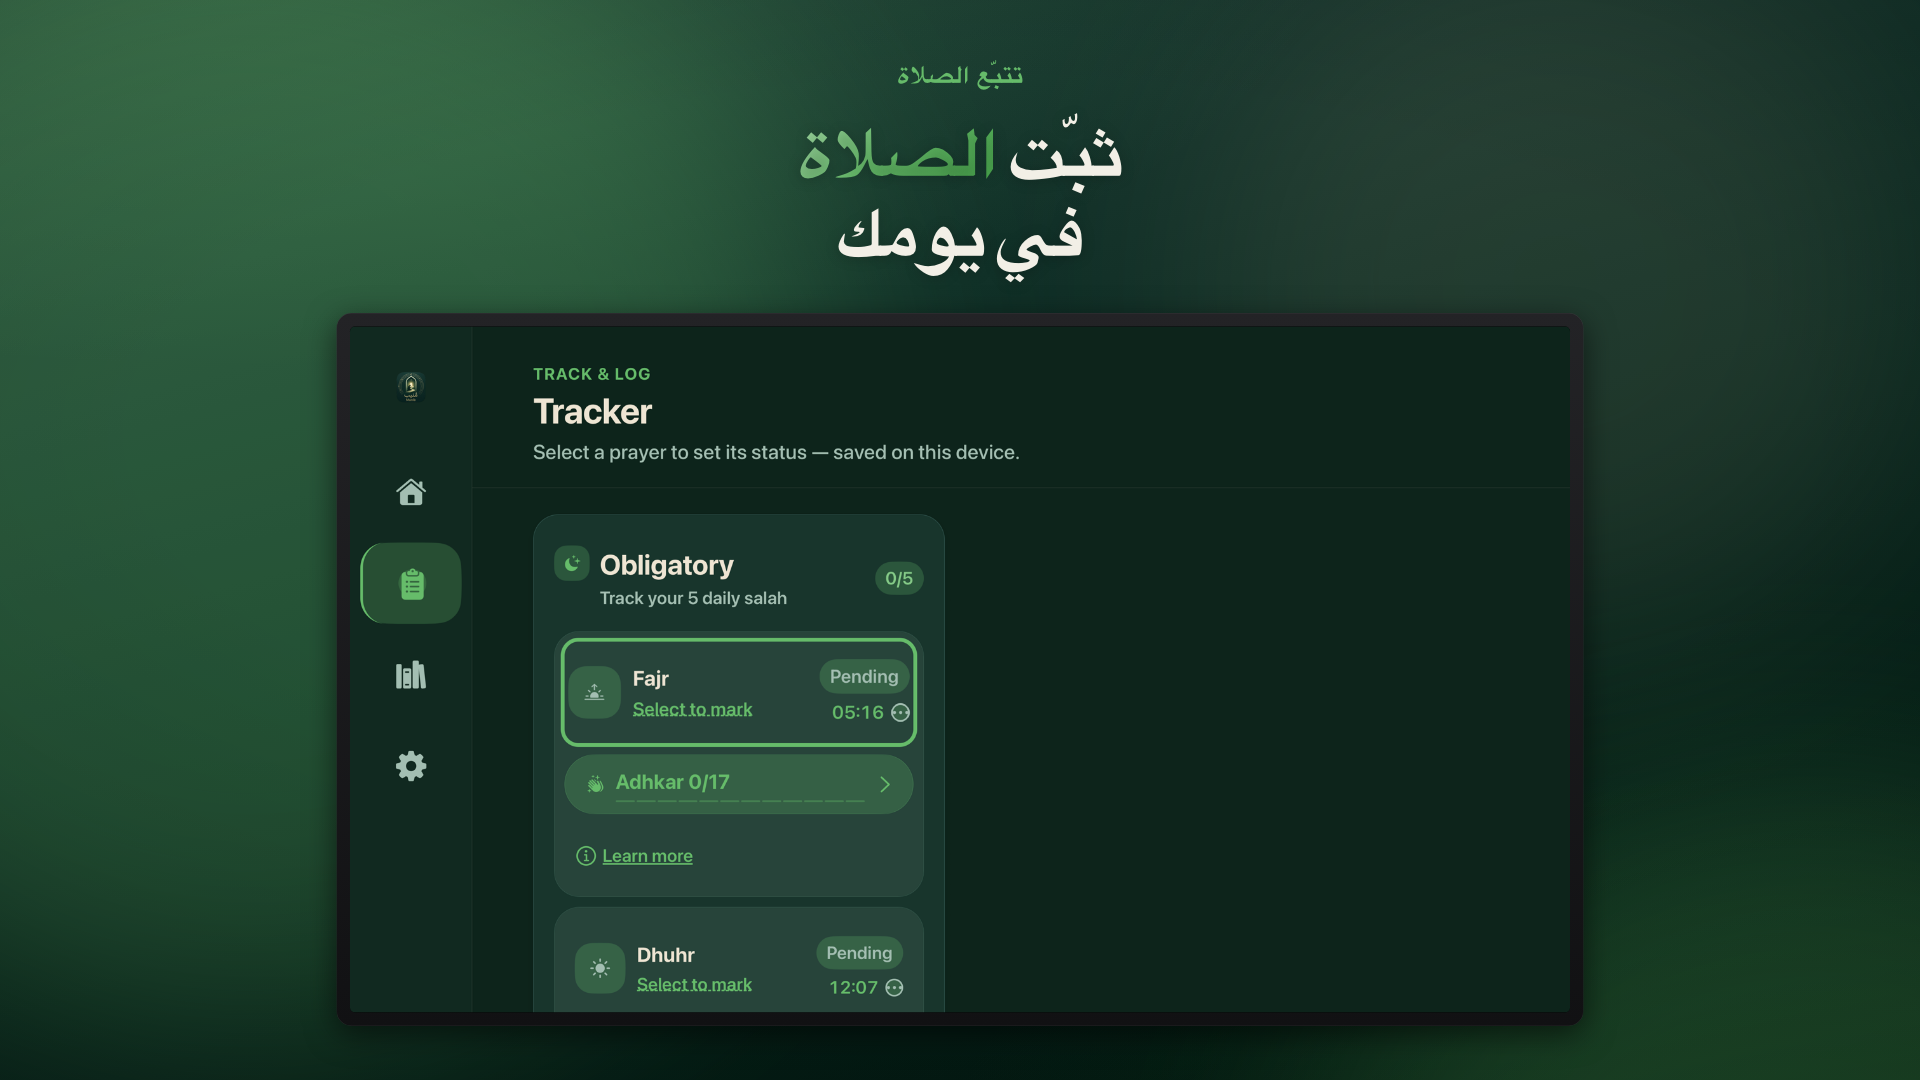 تتبّع الصلاة
ثبّت الصلاة
في يومك
TRACK & LOG
Tracker
Select a prayer to set its status — saved on this device.
Obligatory
0/5
Track your 5 daily salah
Fajr
Pending
Select to mark
05:16
Adhkar 0/17
Learn more
Dhuhr
Pending
Select to mark
12:07